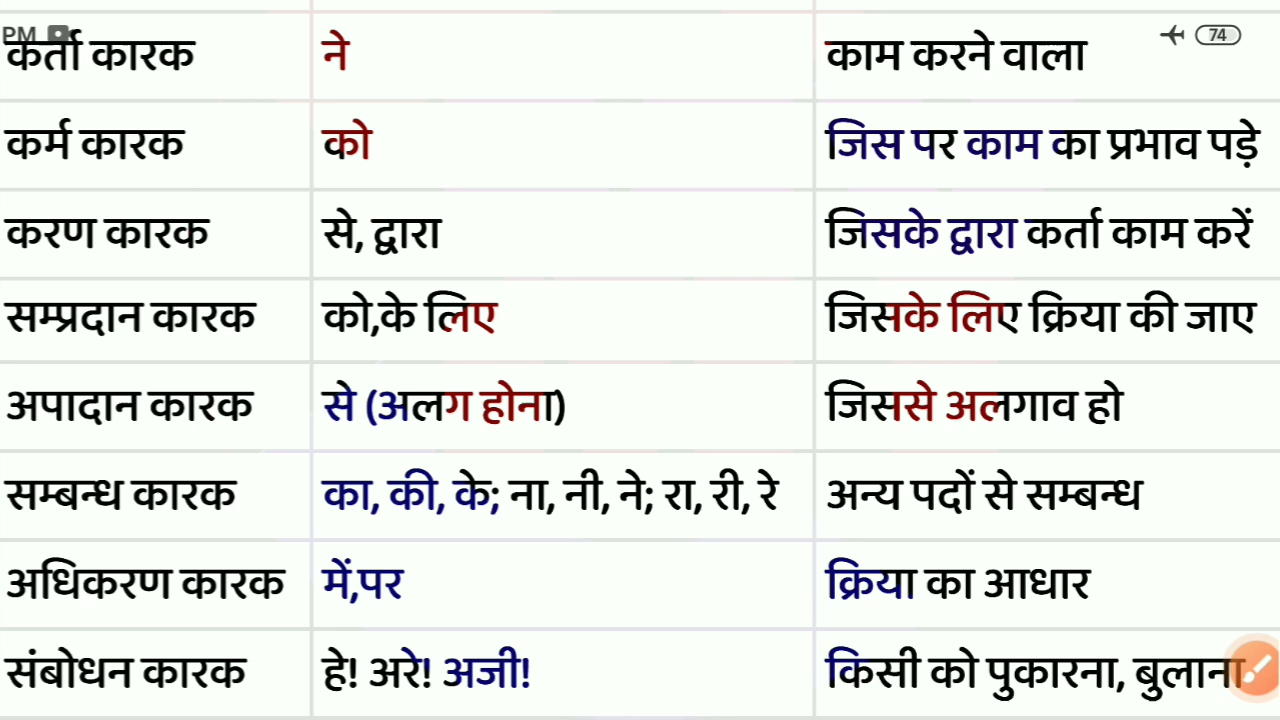 PM 74
कर्ता कारक ने काम करने वाला
कर्म कारक को जिस पर काम का प्रभाव पड़े
करण कारक से, द्वारा जिसके द्वारा कर्ता काम करें
सम्प्रदान कारक को,के लिए जिसके लिए क्रिया की जाए
अपादान कारक से (अलग होना) जिससे अलगाव हो
सम्बन्ध कारक का, की, के; ना, नी, ने; रा, री, रे अन्य पदों से सम्बन्ध
अधिकरण कारक में,पर क्रिया का आधार
संबोधन कारक हे! अरे! अजी! किसी को पुकारना, बुलाना